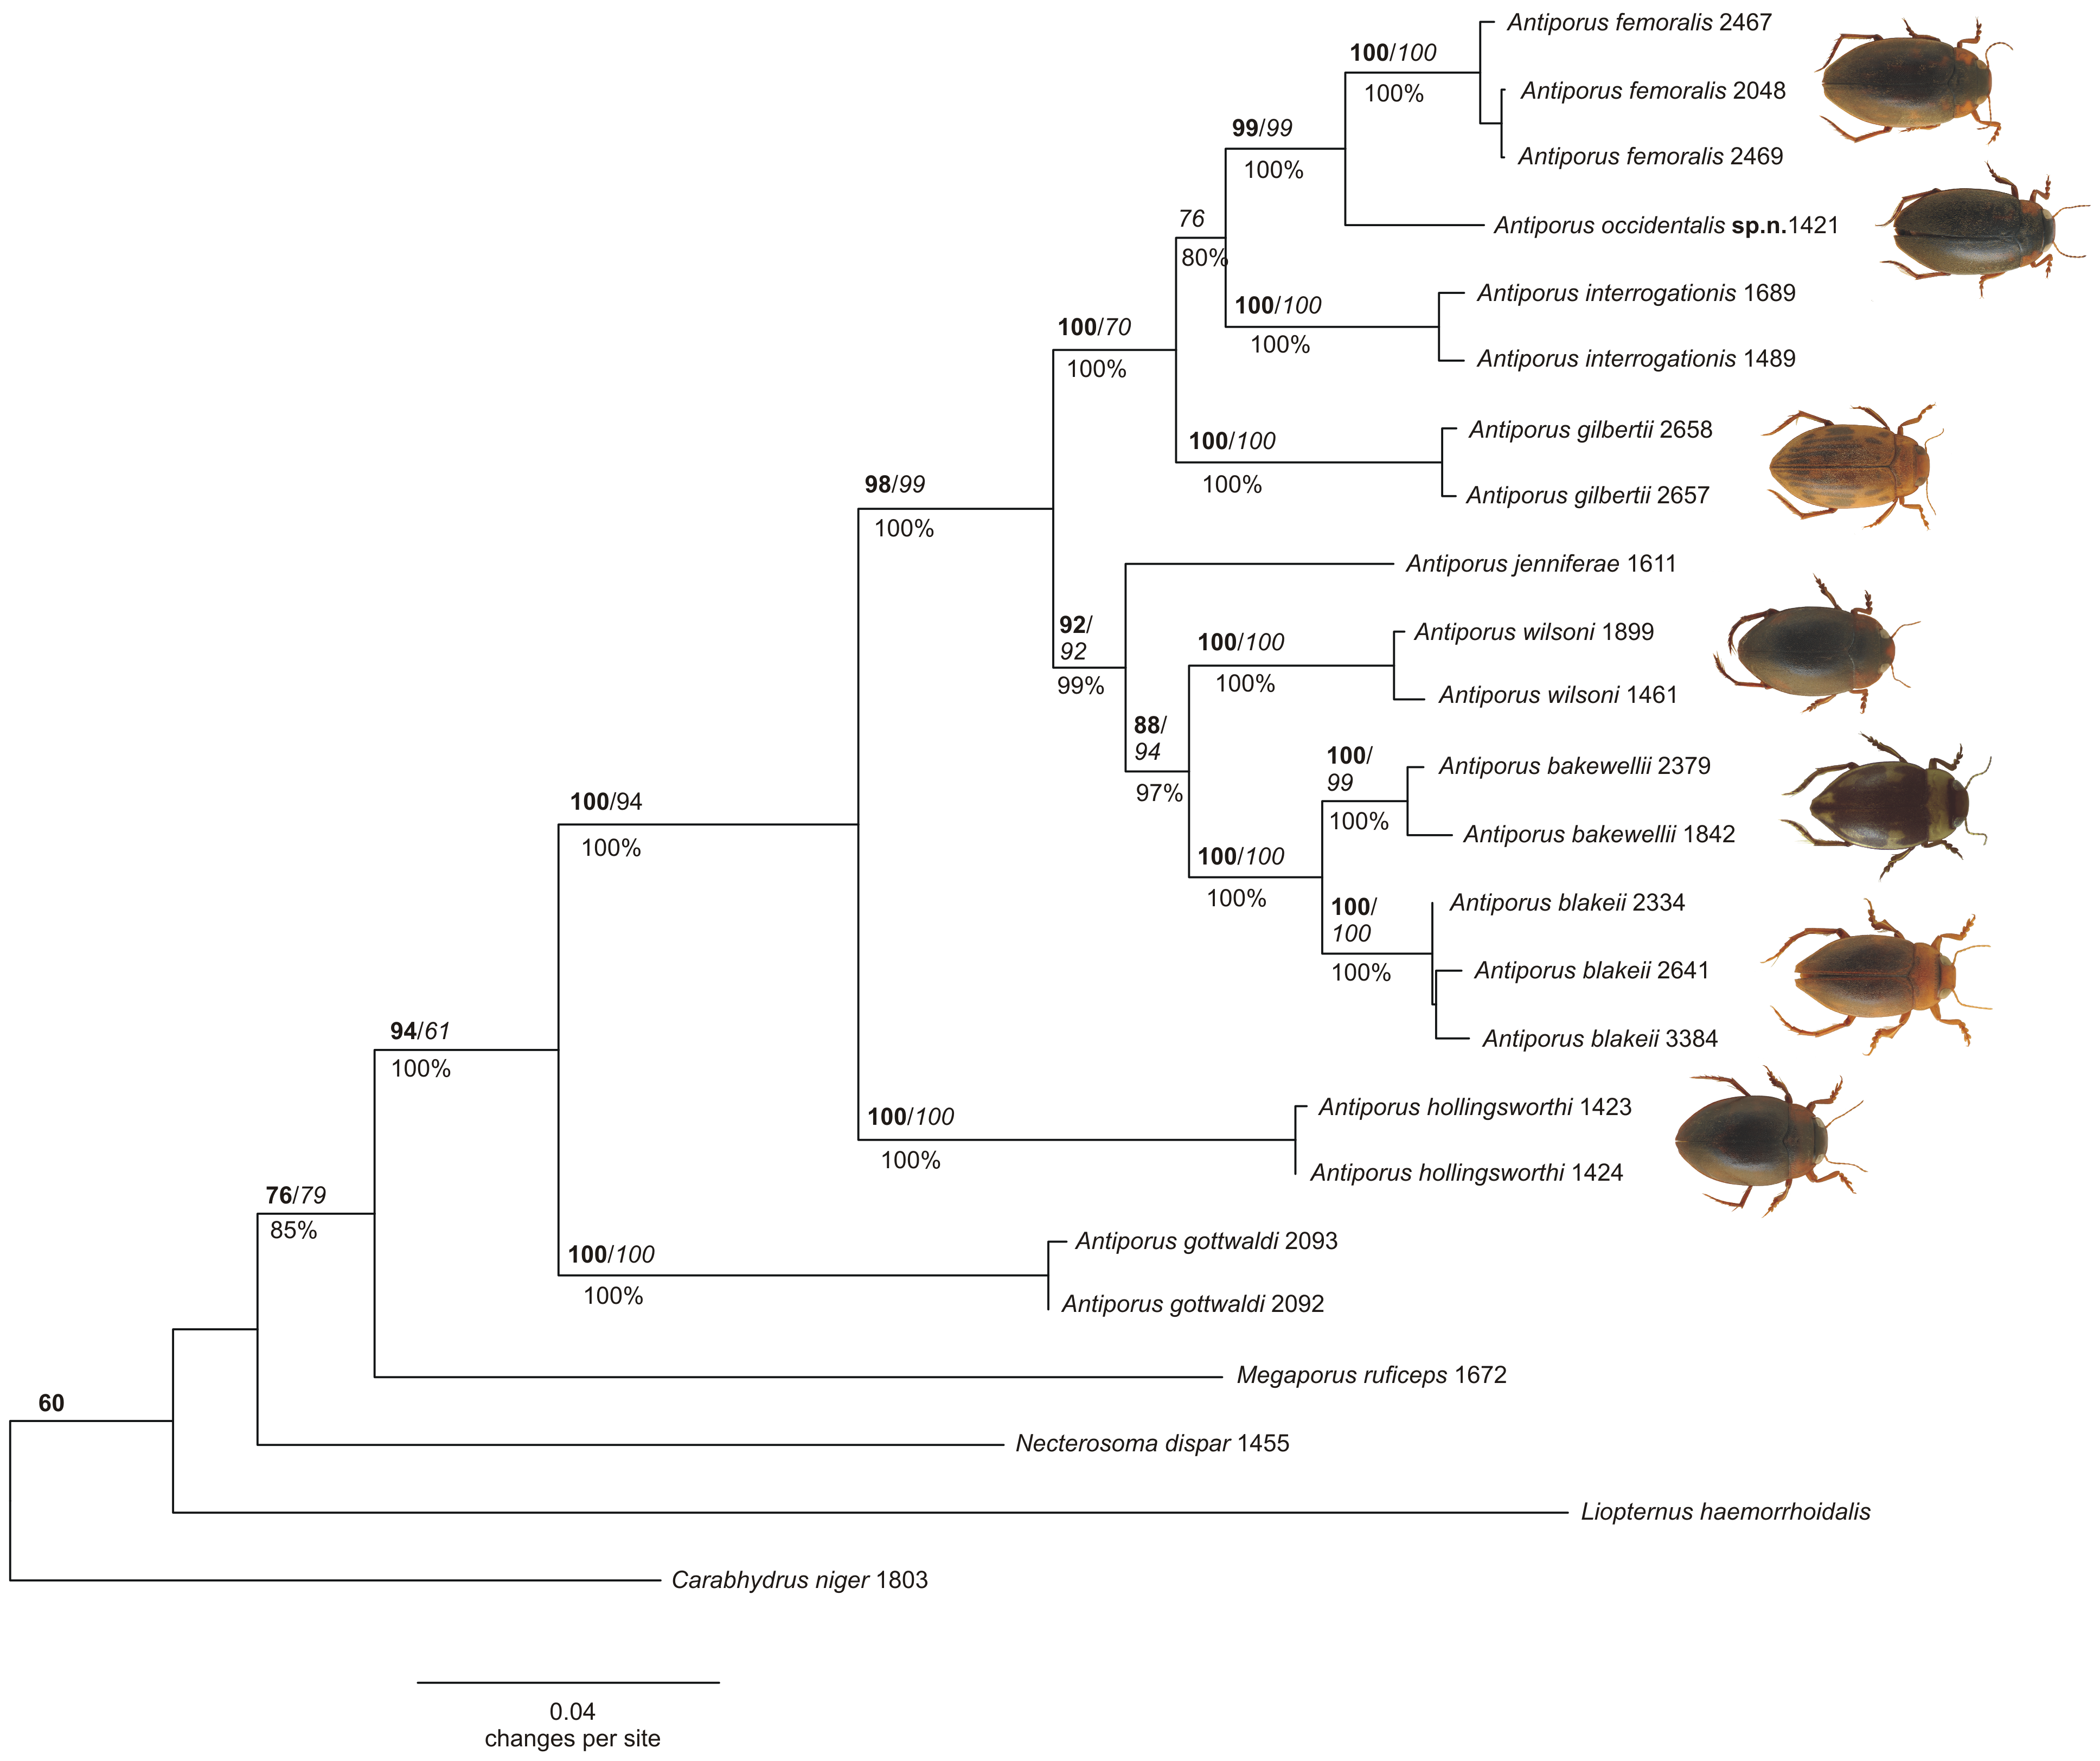 Antiporus femoralis 2467
100/100
100%
Antiporus femoralis 2048
99/99
100%
Antiporus femoralis 2469
76
80%
Antiporus occidentalis sp.n.1421
100/100
100%
Antiporus interrogationis 1689
Antiporus interrogationis 1489
100/70
100%
100/100
100%
Antiporus gilbertii 2658
Antiporus gilbertii 2657
98/99
100%
Antiporus jenniferae 1611
92/
92
99%
100/100
100%
Antiporus wilsoni 1899
Antiporus wilsoni 1461
88/
94
97%
100/
99
100%
Antiporus bakewellii 2379
Antiporus bakewellii 1842
100/94
100%
100/100
100%
100/
100
100%
Antiporus blakeii 2334
Antiporus blakeii 2641
Antiporus blakeii 3384
94/61
100%
100/100
100%
Antiporus hollingsworthi 1423
Antiporus hollingsworthi 1424
76/79
85%
100/100
100%
Antiporus gottwaldi 2093
Antiporus gottwaldi 2092
Megaporus ruficeps 1672
60
Necterosoma dispar 1455
Liopternus haemorrhoidalis
Carabhydrus niger 1803
0.04
changes per site